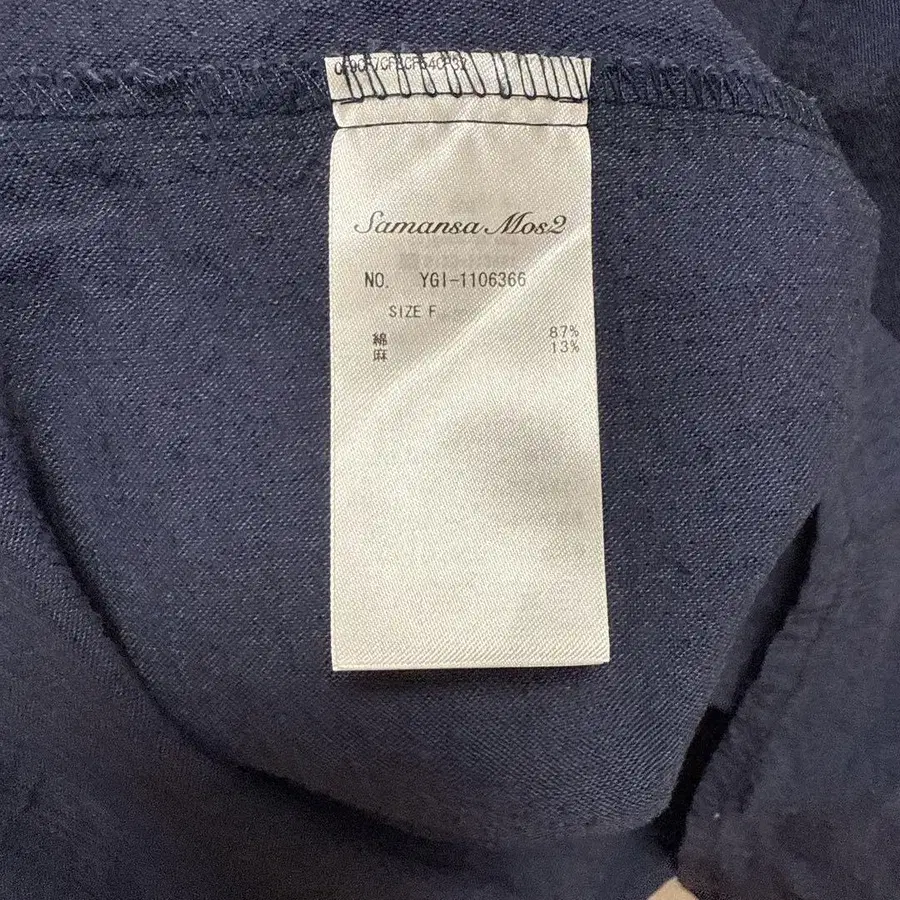 Samansa Mos2
NO. YGI-1106366
SIZE F
綿 87%
麻 13%